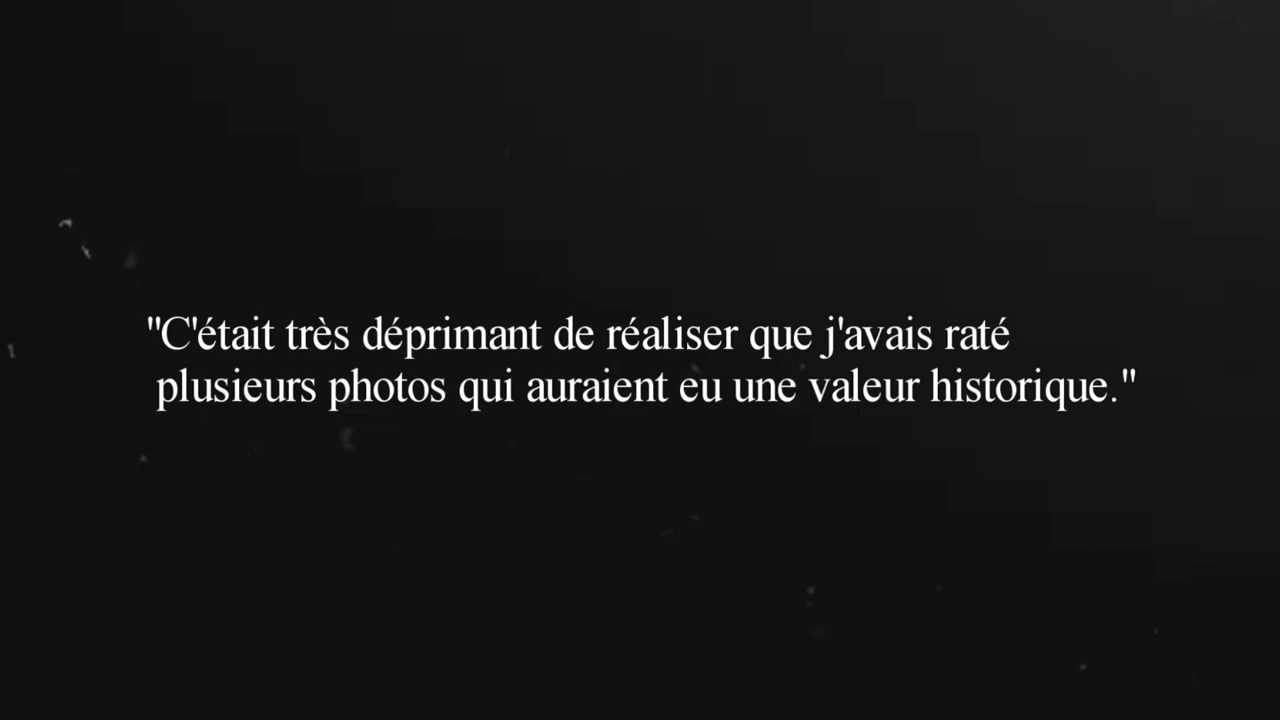 "C'était très déprimant de réaliser que j'avais raté
plusieurs photos qui auraient eu une valeur historique."